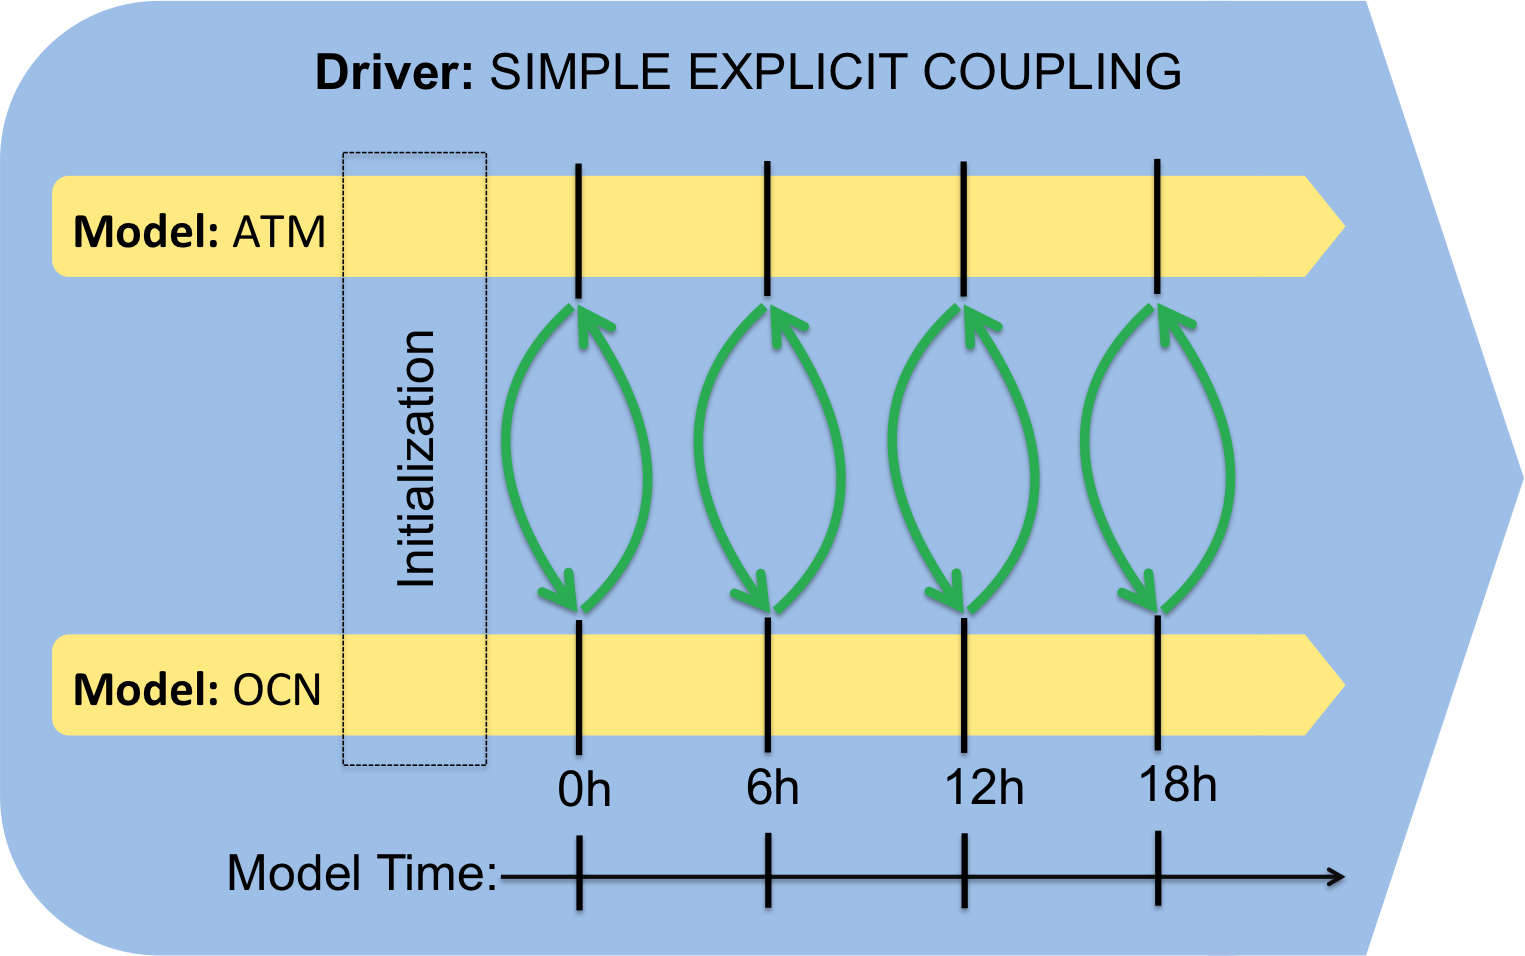 Driver: SIMPLE EXPLICIT COUPLING
Model: ATM
Initialization
Model: OCN
0h 6h 12h 18h
Model Time: